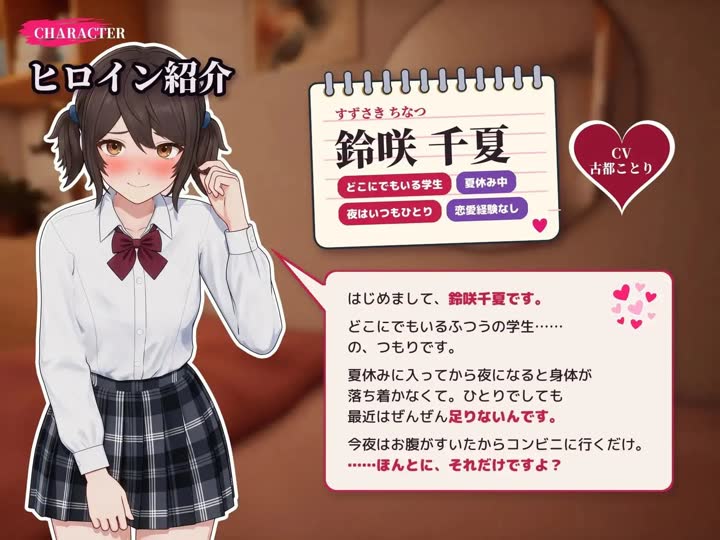 CHARACTER
ヒロイン紹介
すずさき ちなつ
鈴咲 千夏
どこにでもいる学生
夏休み中
夜はいつもひとり
恋愛経験なし
CV
古都ことり
はじめまして、鈴咲千夏です。
どこにでもいるふつうの学生……
の、つもりです。
夏休みに入ってから夜になると身体が
落ち着かなくて。ひとりでしても
最近はぜんぜん足りないんです。
今夜はお腹がすいたからコンビニに行くだけ。
……ほんとに、それだけですよ？